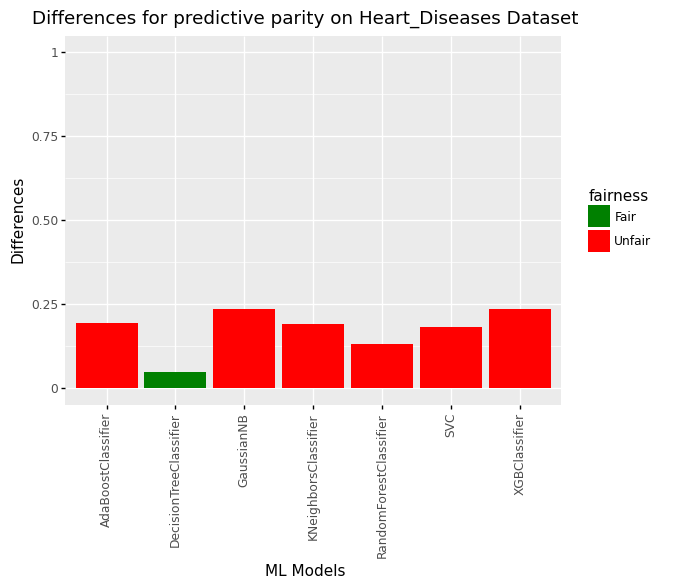 Differences for predictive parity on Heart_Diseases Dataset
1
0.75
0.50
0.25
0
Differences
fairness
Fair
Unfair
AdaBoostClassifier
DecisionTreeClassifier
GaussianNB
KNeighborsClassifier
RandomForestClassifier
SVC
XGBClassifier
ML Models